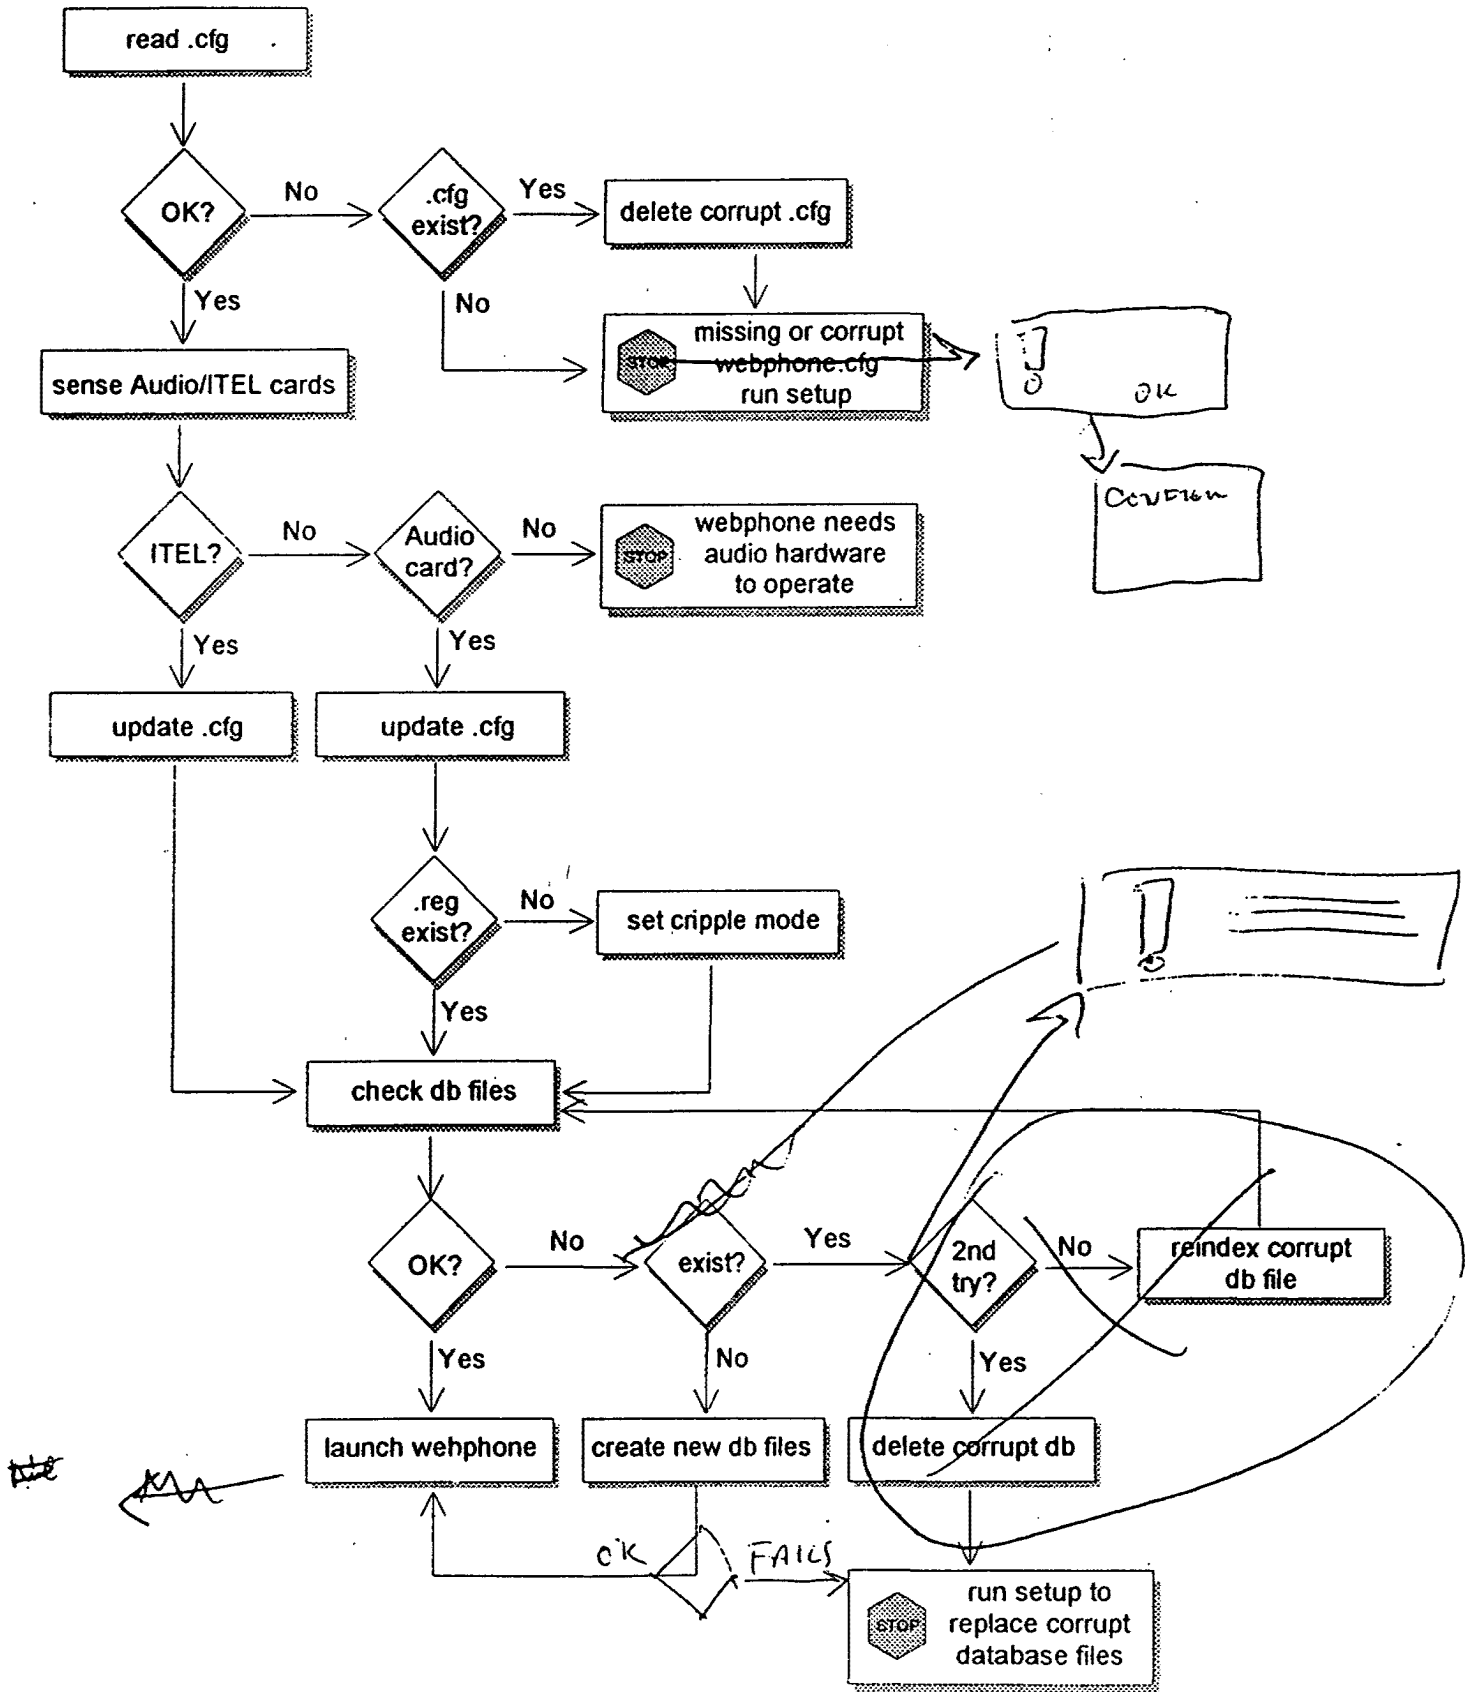 read .cfg
OK?
No
.cfg
exist?
Yes
delete corrupt .cfg
Yes
No
STOP
missing or corrupt
webphone.cfg
run setup
OK
sense Audio/ITEL cards
ITEL?
No
Audio
card?
No
STOP
webphone needs
audio hardware
to operate
Yes
Yes
update .cfg
update .cfg
.reg
exist?
No
set cripple mode
Yes
check db files
OK?
No
exist?
Yes
2nd
try?
No
reindex corrupt
db file
Yes
No
Yes
launch wehphone
create new db files
delete corrupt db
OK
FAILS
STOP
run setup to
replace corrupt
database files